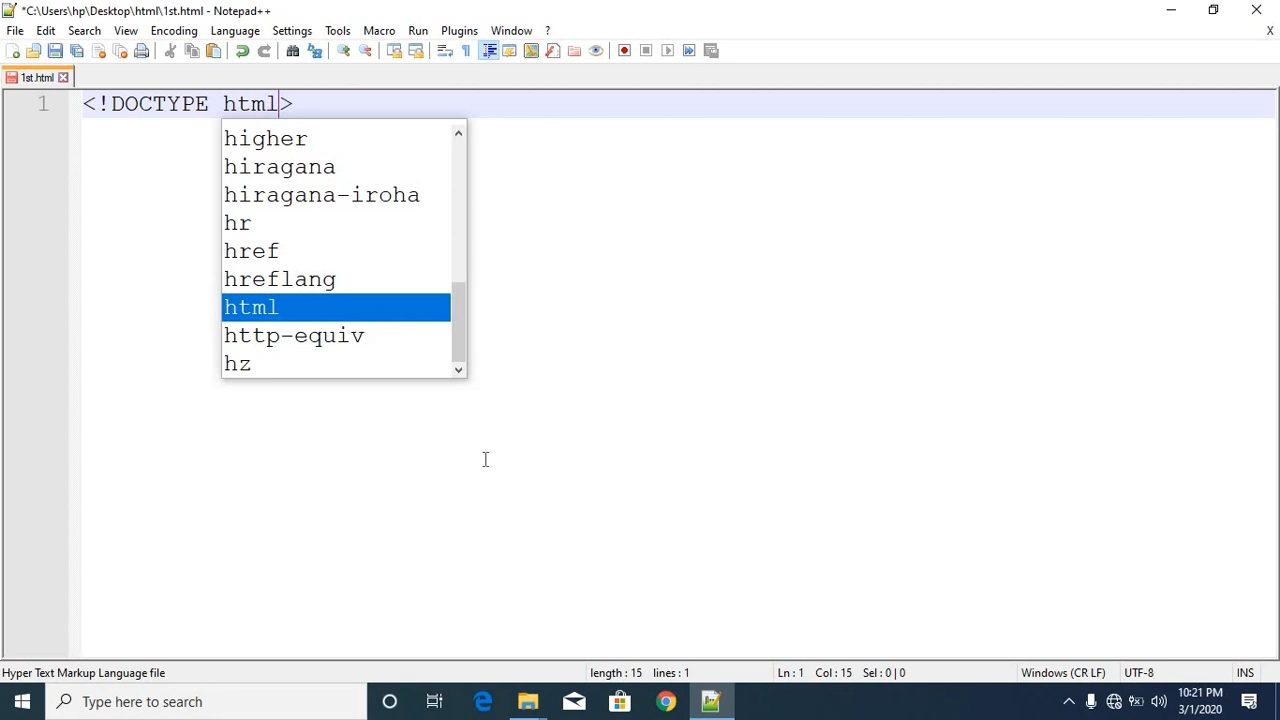 *C:\Users\hp\Desktop\html\1st.html - Notepad++
File Edit Search View Encoding Language Settings Tools Macro Run Plugins Window ? X
1st.html
1 <!DOCTYPE html>
higher
hiragana
hiragana-iroha
hr
href
hreflang
html
http-equiv
hz
Hyper Text Markup Language file length : 15 lines : 1 Ln : 1 Col : 15 Sel : 0 | 0 Windows (CR LF) UTF-8 INS
Type here to search
10:21 PM
3/1/2020